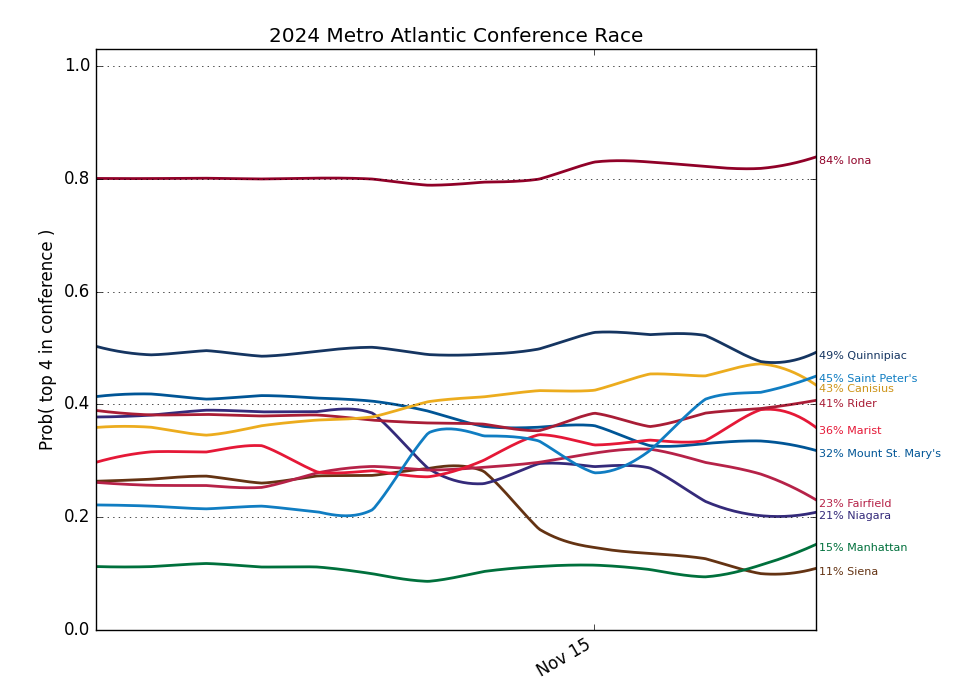 2024 Metro Atlantic Conference Race
Prob( top 4 in conference )
1.0
0.8
0.6
0.4
0.2
0.0
Nov 15
84% Iona
49% Quinnipiac
45% Saint Peter's
43% Canisius
41% Rider
36% Marist
32% Mount St. Mary's
23% Fairfield
21% Niagara
15% Manhattan
11% Siena